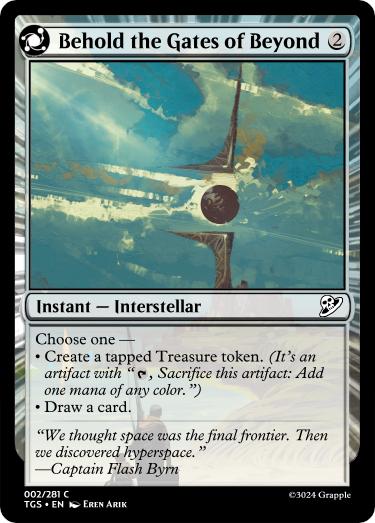 Behold the Gates of Beyond 2
Instant — Interstellar
Choose one —
• Create a tapped Treasure token. (It's an
artifact with “, Sacrifice this artifact: Add
one mana of any color.”)
• Draw a card.
“We thought space was the final frontier. Then
we discovered hyperspace.”
—Captain Flash Byrn
002/281 C
TGS • EN Eren Arik
©3024 Grapple